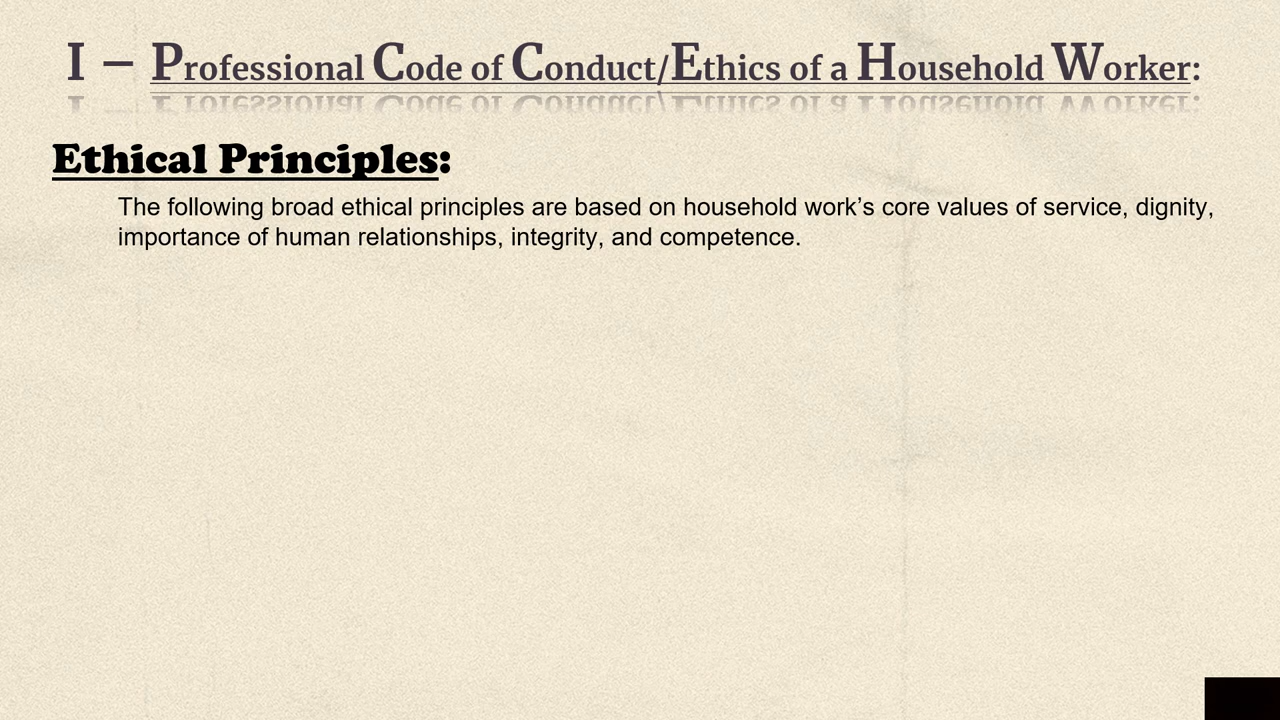 I – Professional Code of Conduct/Ethics of a Household Worker:
Ethical Principles:
The following broad ethical principles are based on household work’s core values of service, dignity,
importance of human relationships, integrity, and competence.